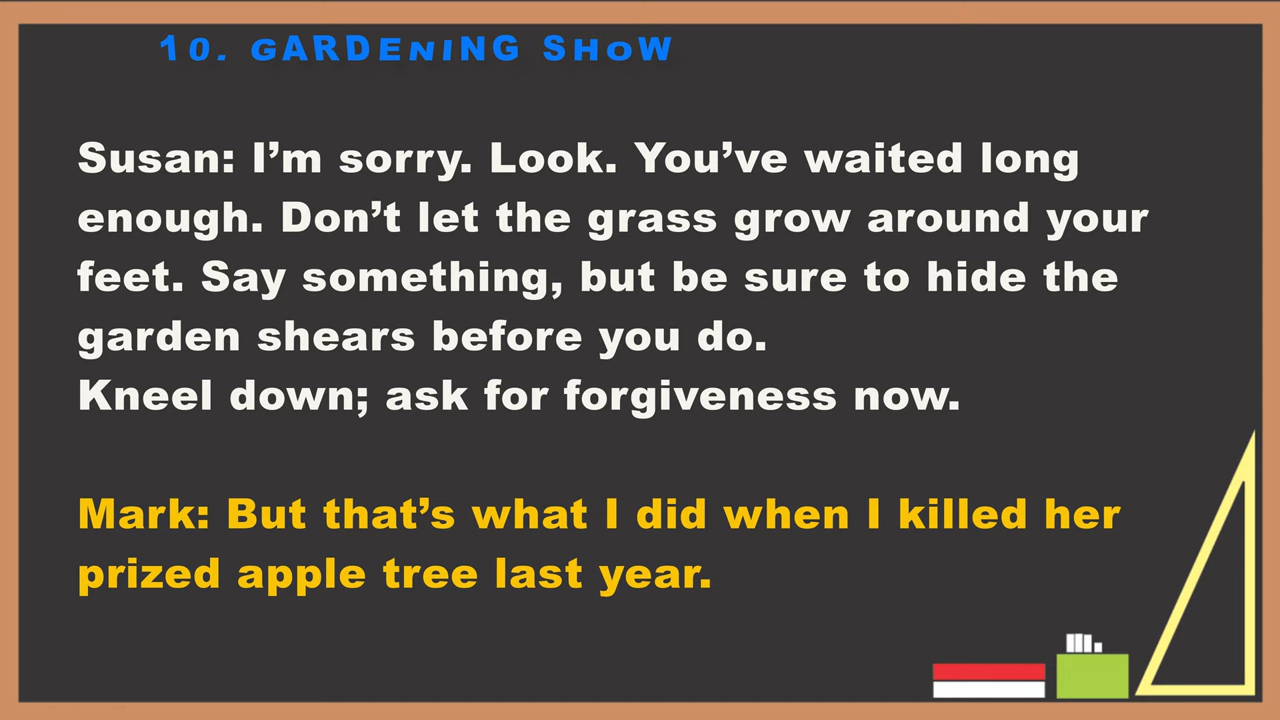 10. GARDENING SHOW
Susan: I’m sorry. Look. You’ve waited long
enough. Don’t let the grass grow around your
feet. Say something, but be sure to hide the
garden shears before you do.
Kneel down; ask for forgiveness now.
Mark: But that’s what I did when I killed her
prized apple tree last year.